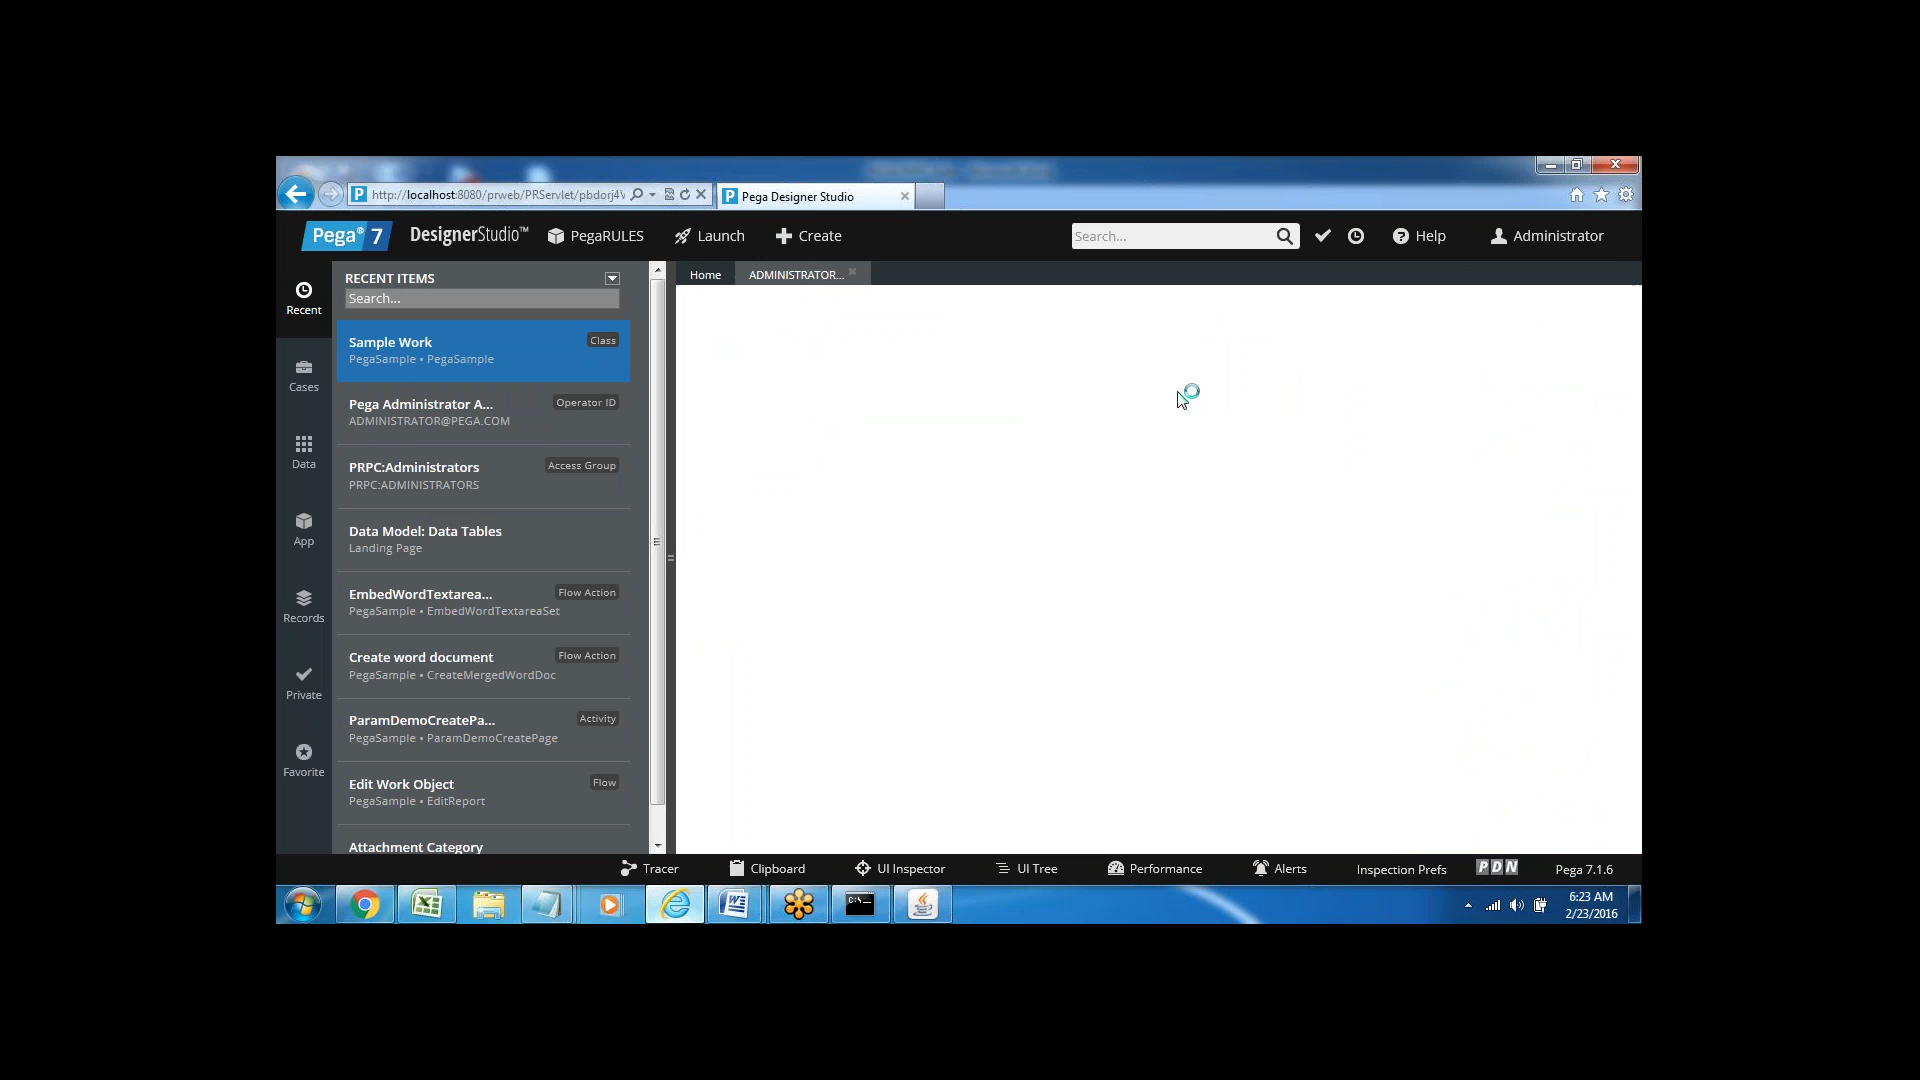 http://localhost:8080/prweb/PRServlet/pbdorj4V
Pega Designer Studio
Pega® 7
DesignerStudio™
PegaRULES
Launch
Create
Search...
Help
Administrator
Recent
Cases
Data
App
Records
Private
Favorite
RECENT ITEMS
Search...
Sample Work Class
PegaSample • PegaSample
Pega Administrator A... Operator ID
ADMINISTRATOR@PEGA.COM
PRPC:Administrators Access Group
PRPC:ADMINISTRATORS
Data Model: Data Tables
Landing Page
EmbedWordTextarea... Flow Action
PegaSample • EmbedWordTextareaSet
Create word document Flow Action
PegaSample • CreateMergedWordDoc
ParamDemoCreatePa... Activity
PegaSample • ParamDemoCreatePage
Edit Work Object Flow
PegaSample • EditReport
Attachment Category
Home
ADMINISTRATOR...
Tracer
Clipboard
UI Inspector
UI Tree
Performance
Alerts
Inspection Prefs
PDN
Pega 7.1.6
C:\
6:23 AM
2/23/2016